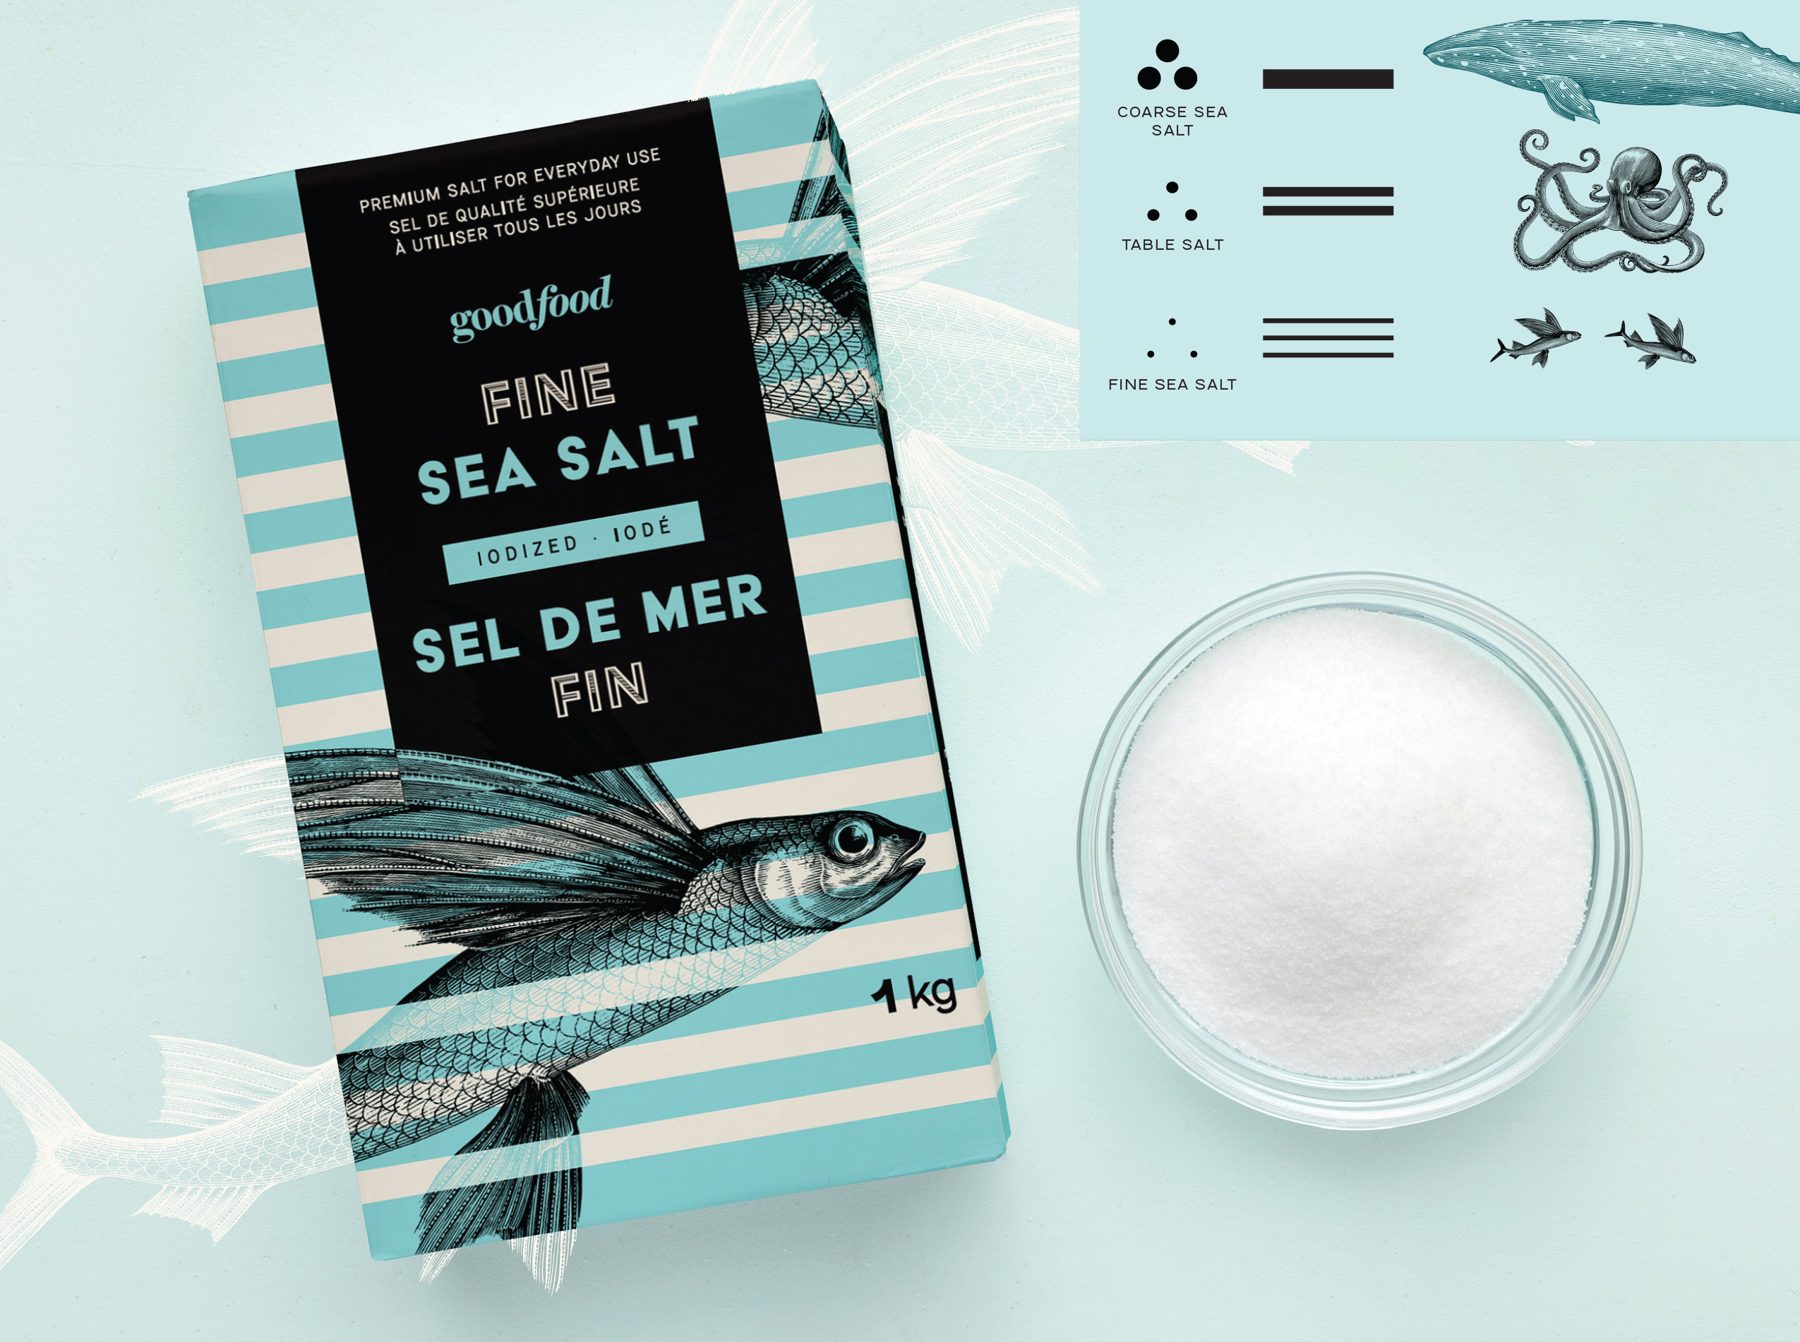 PREMIUM SALT FOR EVERYDAY USE
SEL DE QUALITÉ SUPÉRIEURE
À UTILISER TOUS LES JOURS
goodfood
FINE
SEA SALT
IODIZED · IODÉ
SEL DE MER
FIN
1 kg
COARSE SEA
SALT
TABLE SALT
FINE SEA SALT